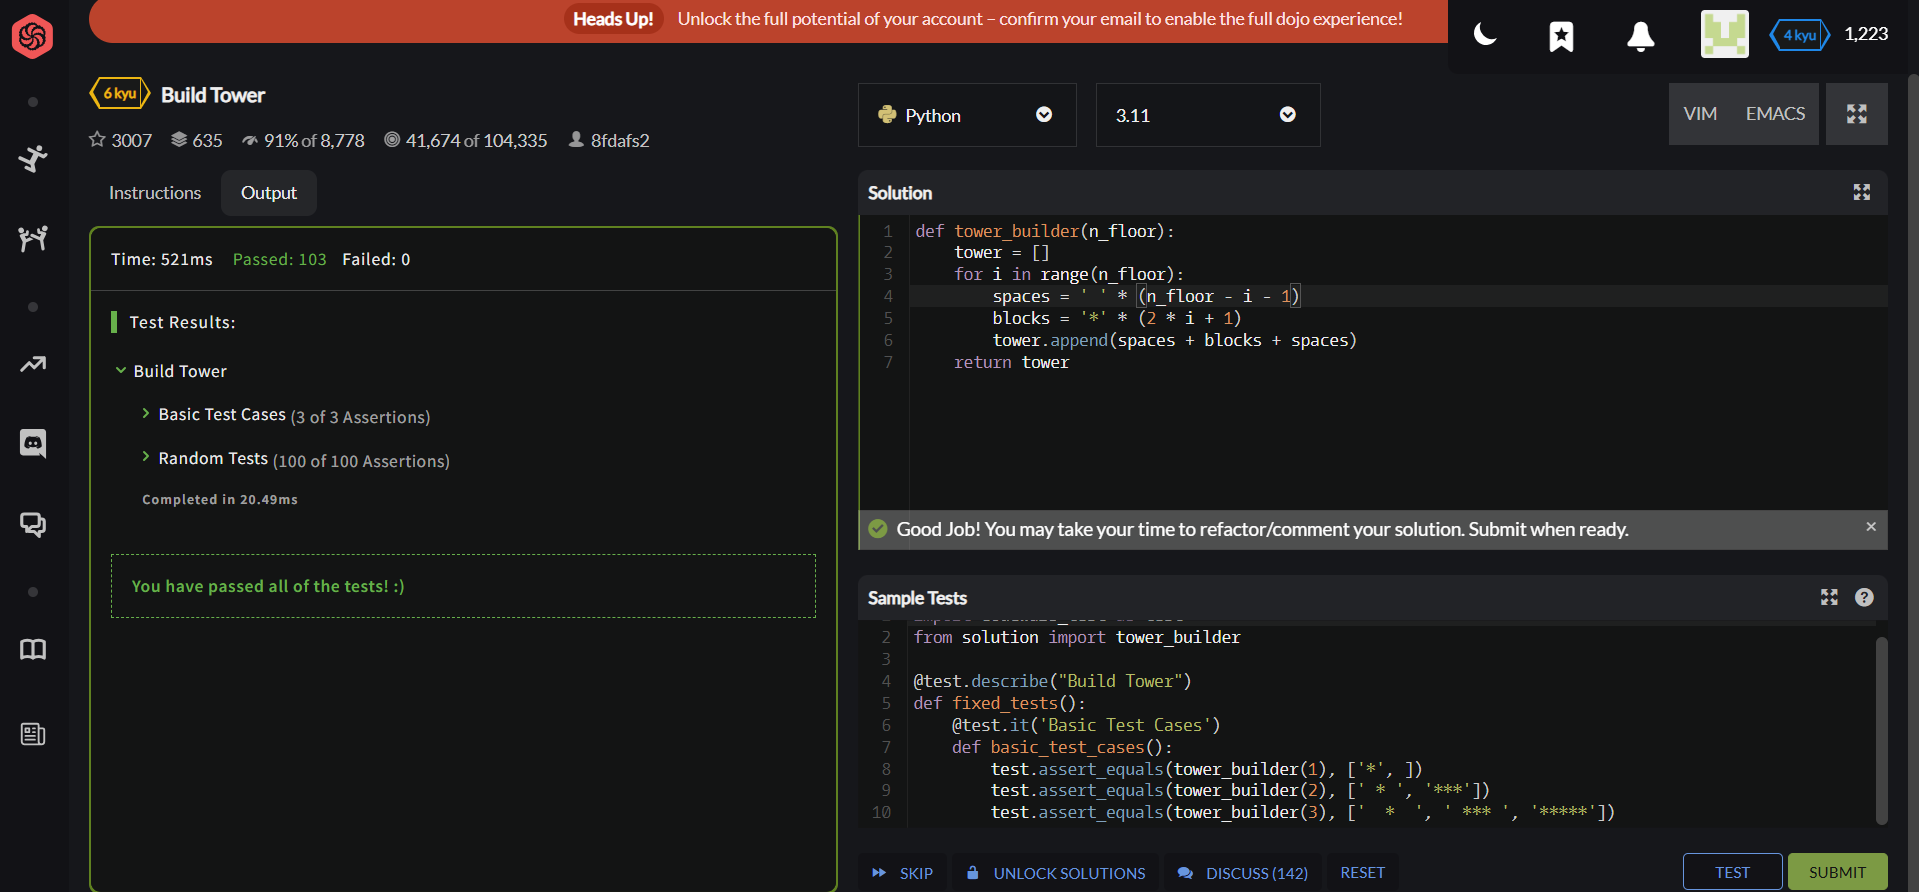 Heads Up! Unlock the full potential of your account – confirm your email to enable the full dojo experience!
4 kyu 1,223
6 kyu Build Tower
3007 635 91% of 8,778 41,674 of 104,335 8fdafs2
Instructions Output
Time: 521ms Passed: 103 Failed: 0
Test Results:
Build Tower
Basic Test Cases (3 of 3 Assertions)
Random Tests (100 of 100 Assertions)
Completed in 20.49ms
You have passed all of the tests! :)
Python 3.11 VIM EMACS
Solution
1 def tower_builder(n_floor):
2     tower = []
3     for i in range(n_floor):
4         spaces = ' ' * (n_floor - i - 1)
5         blocks = '*' * (2 * i + 1)
6         tower.append(spaces + blocks + spaces)
7     return tower
Good Job! You may take your time to refactor/comment your solution. Submit when ready.
Sample Tests
2 from solution import tower_builder
3
4 @test.describe("Build Tower")
5 def fixed_tests():
6     @test.it('Basic Test Cases')
7     def basic_test_cases():
8         test.assert_equals(tower_builder(1), ['*', ])
9         test.assert_equals(tower_builder(2), [' * ', '***'])
10         test.assert_equals(tower_builder(3), ['  *  ', ' *** ', '*****'])
SKIP UNLOCK SOLUTIONS DISCUSS (142) RESET TEST SUBMIT